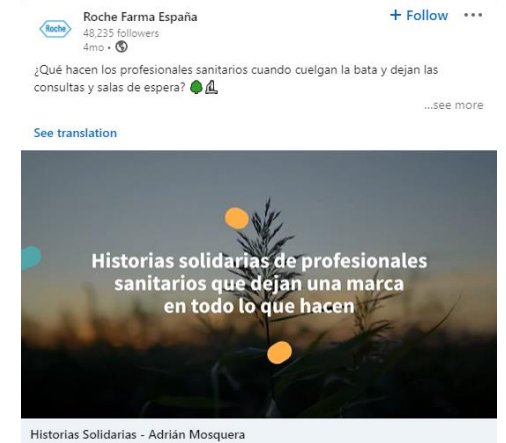 Roche
Roche Farma España
48,235 followers
4mo •
+ Follow ...
¿Qué hacen los profesionales sanitarios cuando cuelgan la bata y dejan las
consultas y salas de espera?
...see more
See translation
Historias solidarias de profesionales
sanitarios que dejan una marca
en todo lo que hacen
Historias Solidarias - Adrián Mosquera